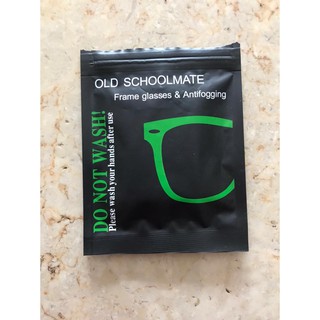 OLD SCHOOLMATE
Frame glasses & Antifogging
DO NOT WASH!
Please wash your hands after use